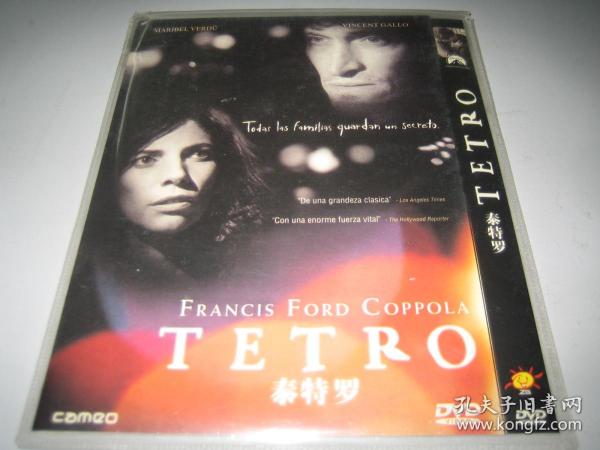 MARIBEL VERDÚ
VINCENT GALLO
Todas las familias guardan un secreto.
"De una grandeza clasica" - Los Angeles Times
"Con una enorme fuerza vital" - The Hollywood Reporter
FRANCIS FORD COPPOLA
TETRO
泰特罗
cameo
DVD
TETRO
泰特罗
DVD
孔夫子旧书网
www.kongfz.com